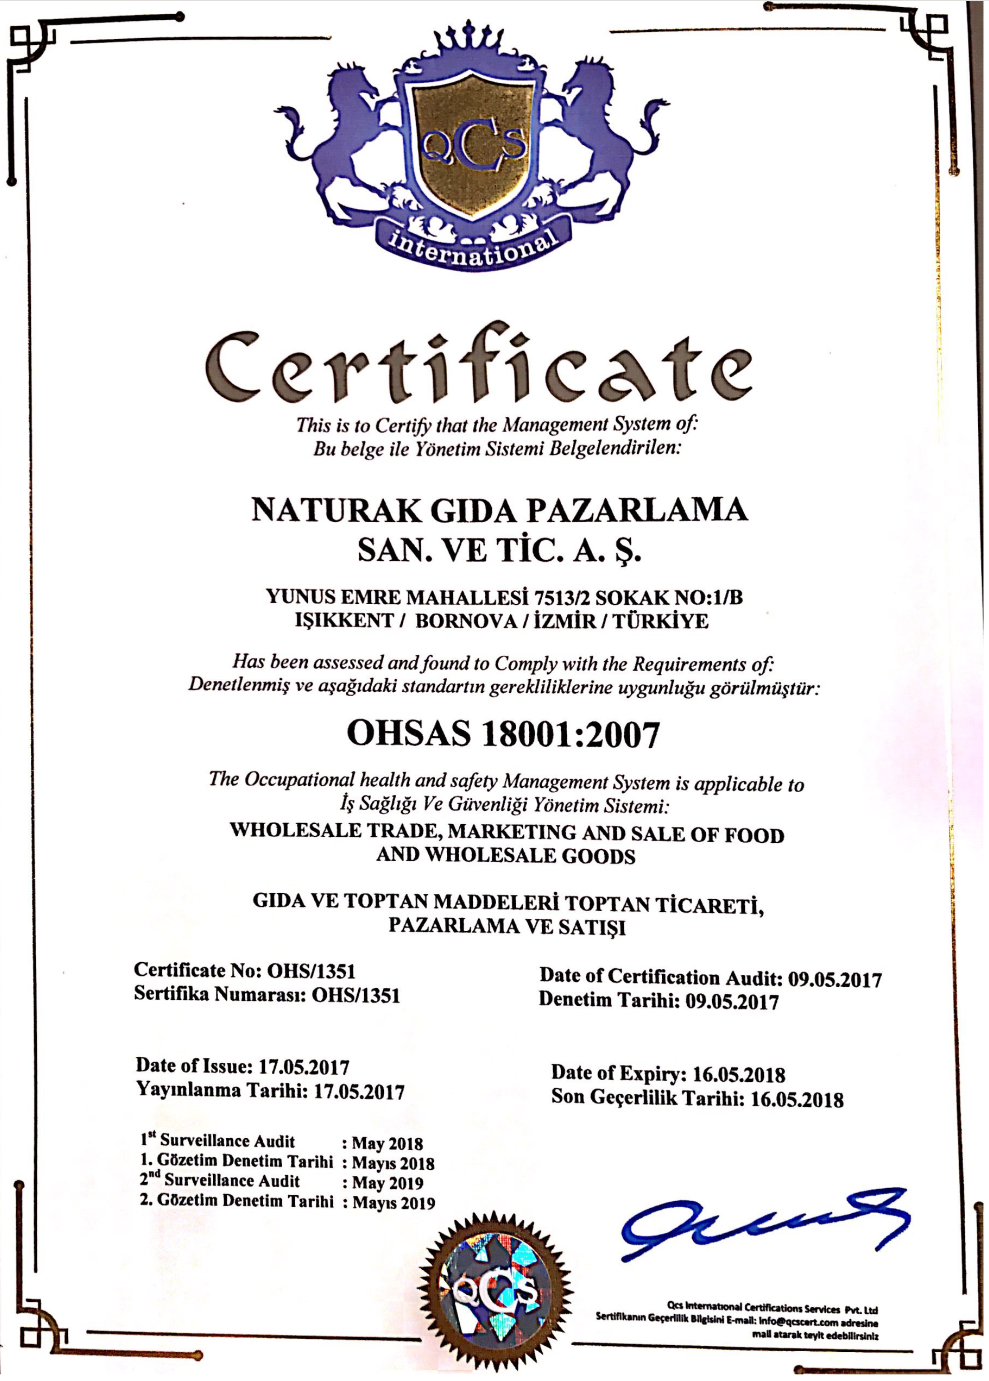 QCS
international
Certificate
This is to Certify that the Management System of:
Bu belge ile Yönetim Sistemi Belgelendirilen:
NATURAK GIDA PAZARLAMA
SAN. VE TİC. A. Ş.
YUNUS EMRE MAHALLESİ 7513/2 SOKAK NO:1/B
IŞIKKENT / BORNOVA / İZMİR / TÜRKİYE
Has been assessed and found to Comply with the Requirements of:
Denetlenmiş ve aşağıdaki standartın gerekliliklerine uygunluğu görülmüştür:
OHSAS 18001:2007
The Occupational health and safety Management System is applicable to
İş Sağlığı Ve Güvenliği Yönetim Sistemi:
WHOLESALE TRADE, MARKETING AND SALE OF FOOD
AND WHOLESALE GOODS
GIDA VE TOPTAN MADDELERİ TOPTAN TİCARETİ,
PAZARLAMA VE SATIŞI
Certificate No: OHS/1351
Sertifika Numarası: OHS/1351
Date of Certification Audit: 09.05.2017
Denetim Tarihi: 09.05.2017
Date of Issue: 17.05.2017
Yayınlanma Tarihi: 17.05.2017
Date of Expiry: 16.05.2018
Son Geçerlilik Tarihi: 16.05.2018
1st Surveillance Audit : May 2018
1. Gözetim Denetim Tarihi : Mayıs 2018
2nd Surveillance Audit : May 2019
2. Gözetim Denetim Tarihi : Mayıs 2019
QCS
Qcs International Certifications Services Pvt. Ltd
Sertifikanın Geçerlilik Bilgisini E-mail: info@qcscert.com adresine
mail atarak teyit edebilirsiniz